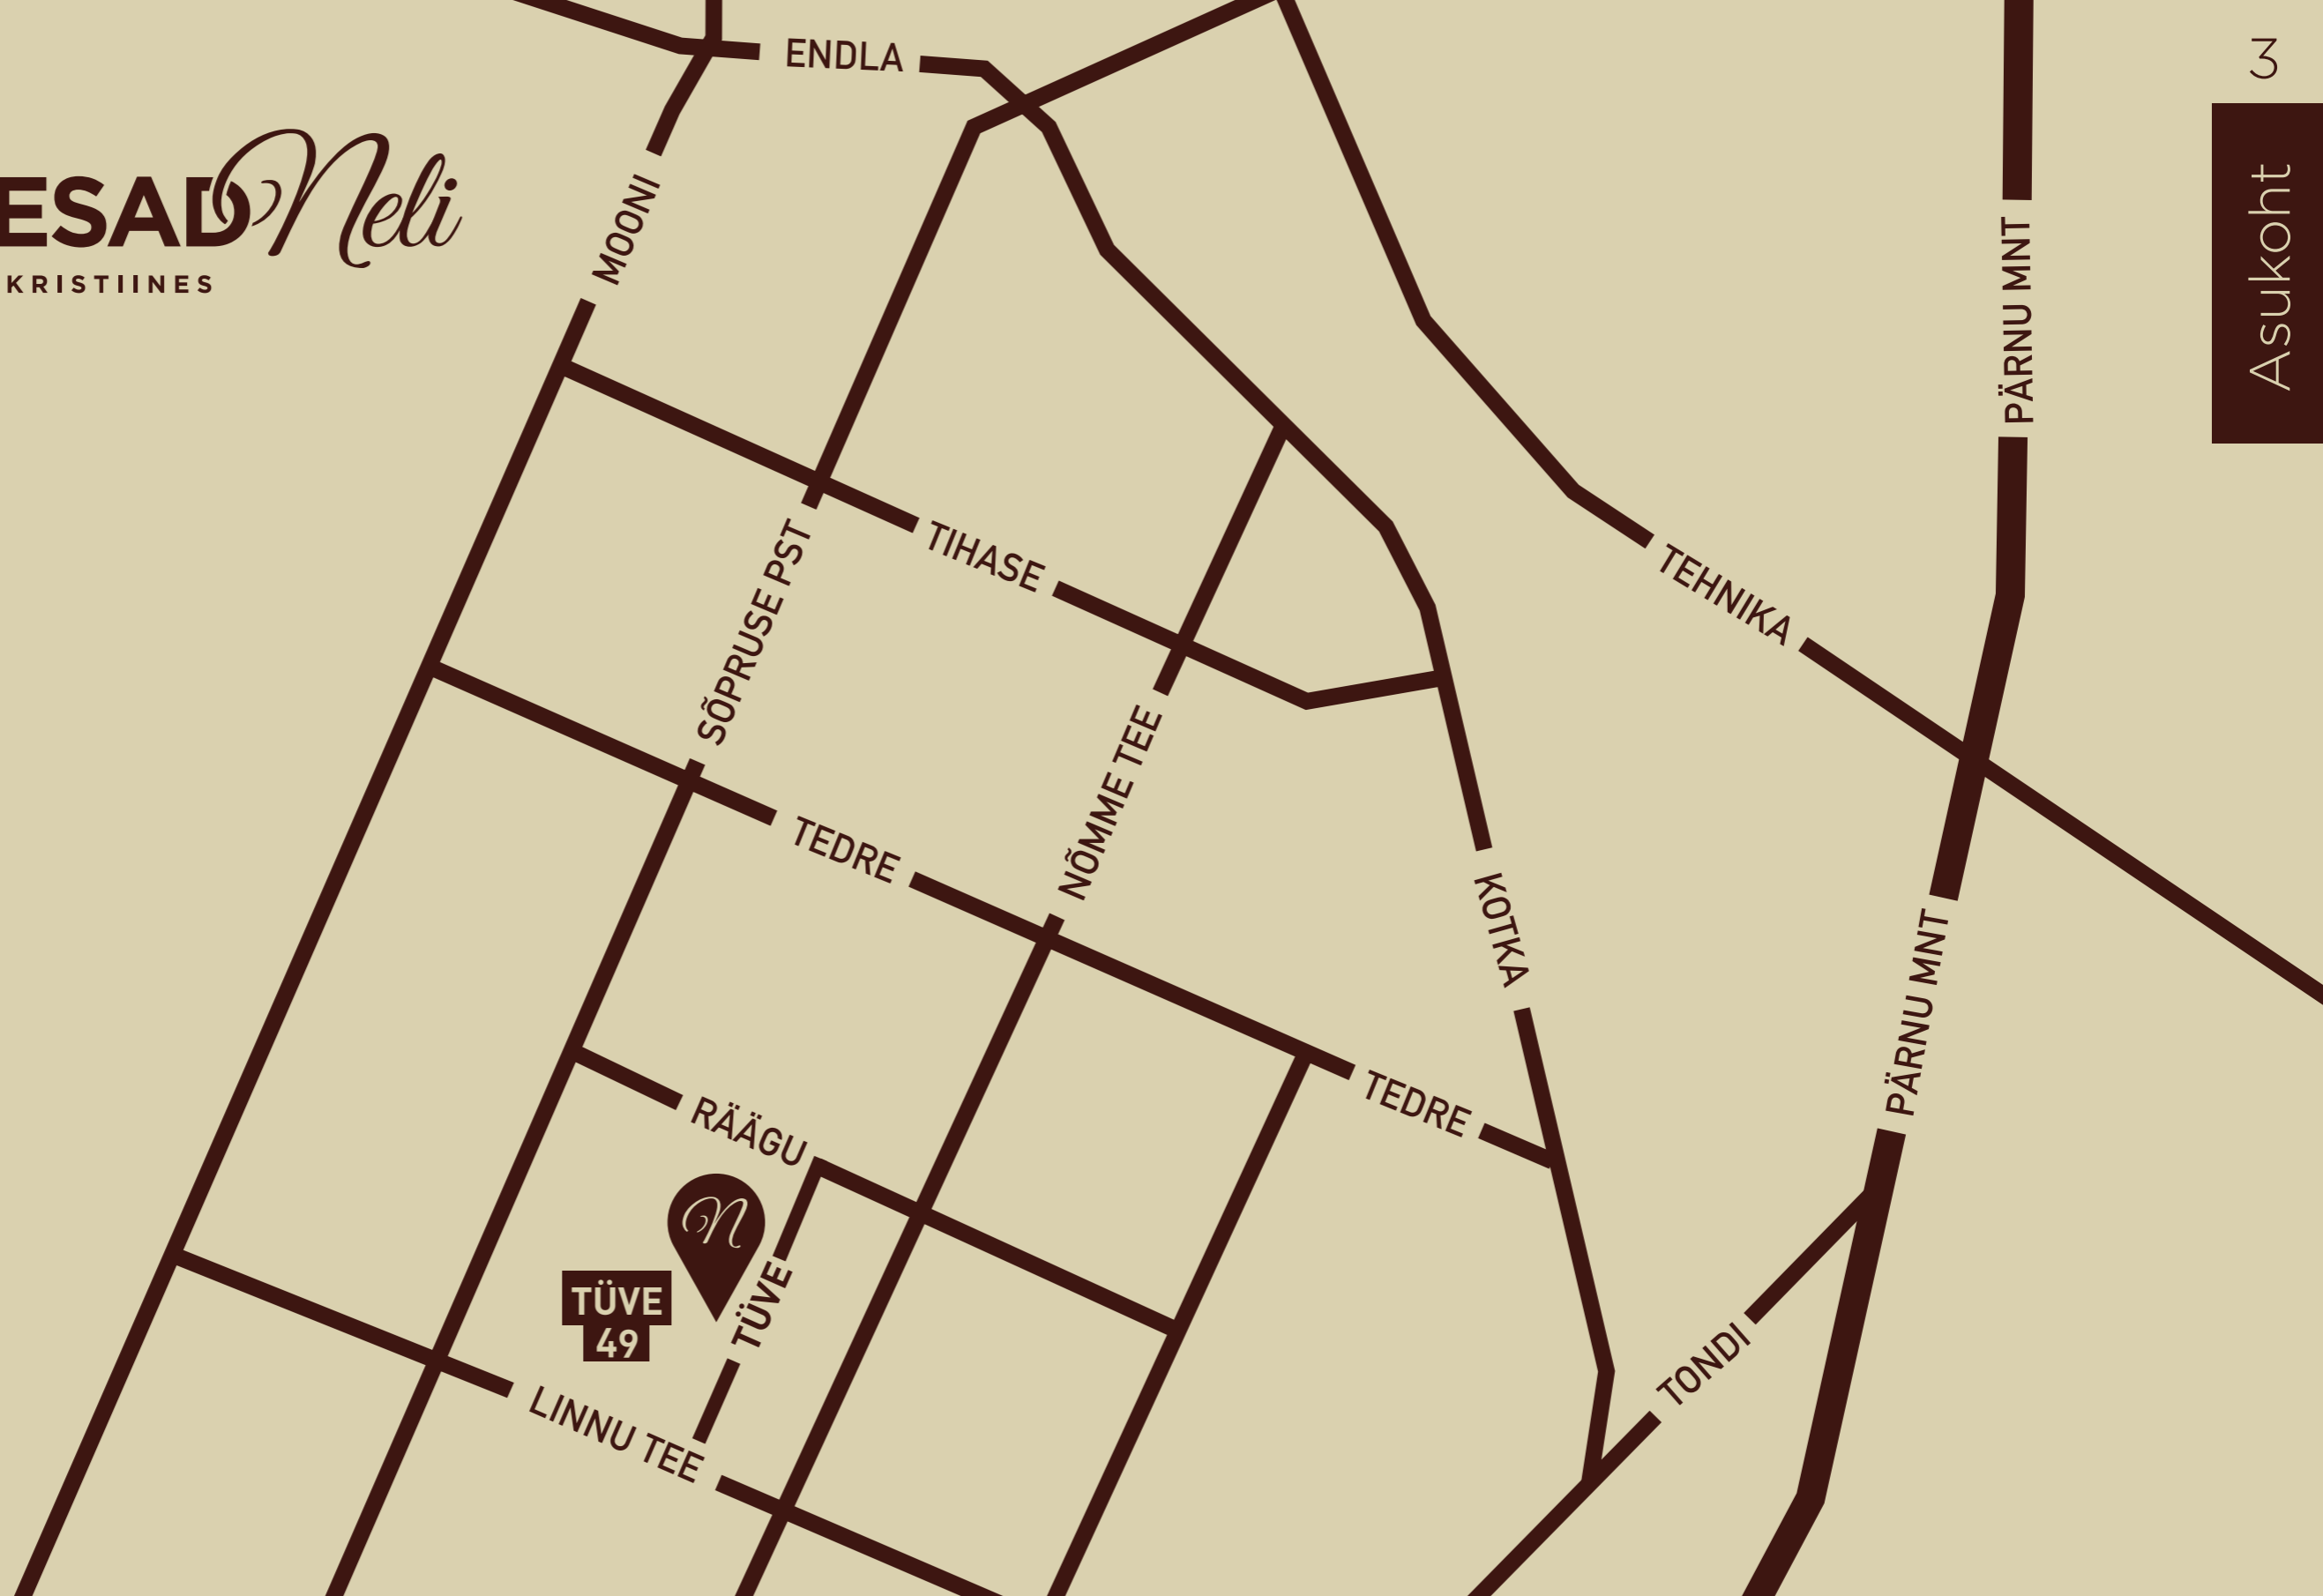 3
Asukoht
ESAD Neli
KRISTIINES
ENDLA
MOONI
PÄRNU MNT
TIHASE
TEHNIKA
SÕPRUSE PST
NÕMME TEE
TEDRE
KOTKA
PÄRNU MNT
RÄÄGU
TEDRE
N
TÜVE
TÜVE
49
TONDI
LINNU TEE